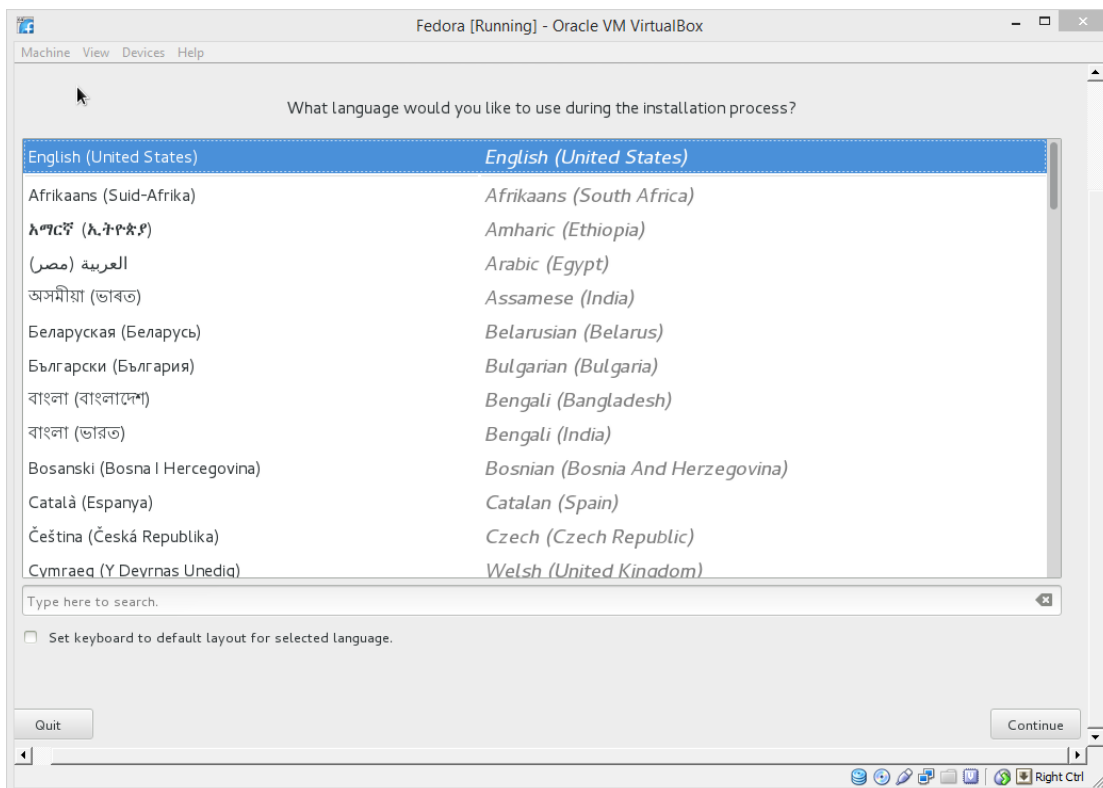 Fedora [Running] - Oracle VM VirtualBox
Machine View Devices Help
What language would you like to use during the installation process?
English (United States) English (United States)
Afrikaans (Suid-Afrika) Afrikaans (South Africa)
አማርኛ (ኢትዮጵያ) Amharic (Ethiopia)
العربية (مصر) Arabic (Egypt)
অসমীয়া (ভাৰত) Assamese (India)
Беларуская (Беларусь) Belarusian (Belarus)
Български (България) Bulgarian (Bulgaria)
বাংলা (বাংলাদেশ) Bengali (Bangladesh)
বাংলা (ভারত) Bengali (India)
Bosanski (Bosna I Hercegovina) Bosnian (Bosnia And Herzegovina)
Català (Espanya) Catalan (Spain)
Čeština (Česká Republika) Czech (Czech Republic)
Cymraeg (Y Deyrnas Unedig) Welsh (United Kingdom)
Type here to search.
Set keyboard to default layout for selected language.
Quit Continue
Right Ctrl